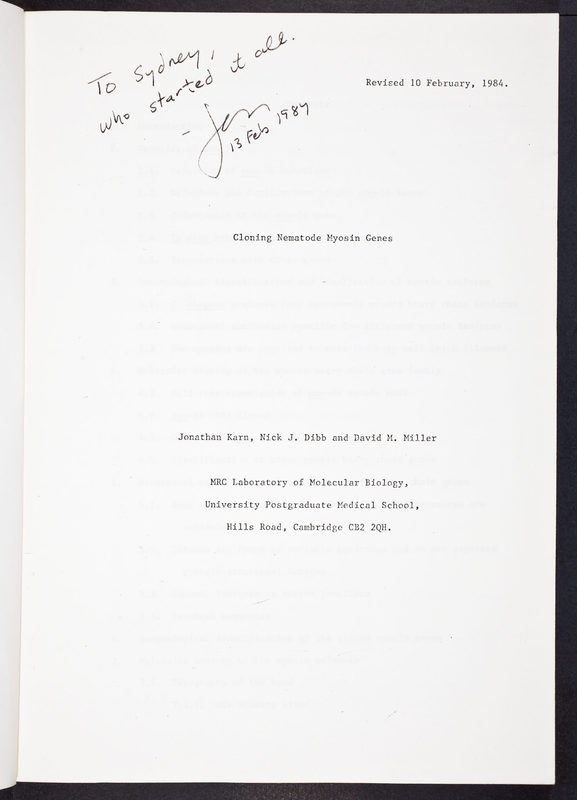 To Sydney,
who started it all.
- Jon
13 Feb 1984
Revised 10 February, 1984.
Cloning Nematode Myosin Genes
Jonathan Karn, Nick J. Dibb and David M. Miller
MRC Laboratory of Molecular Biology,
University Postgraduate Medical School,
Hills Road, Cambridge CB2 2QH.